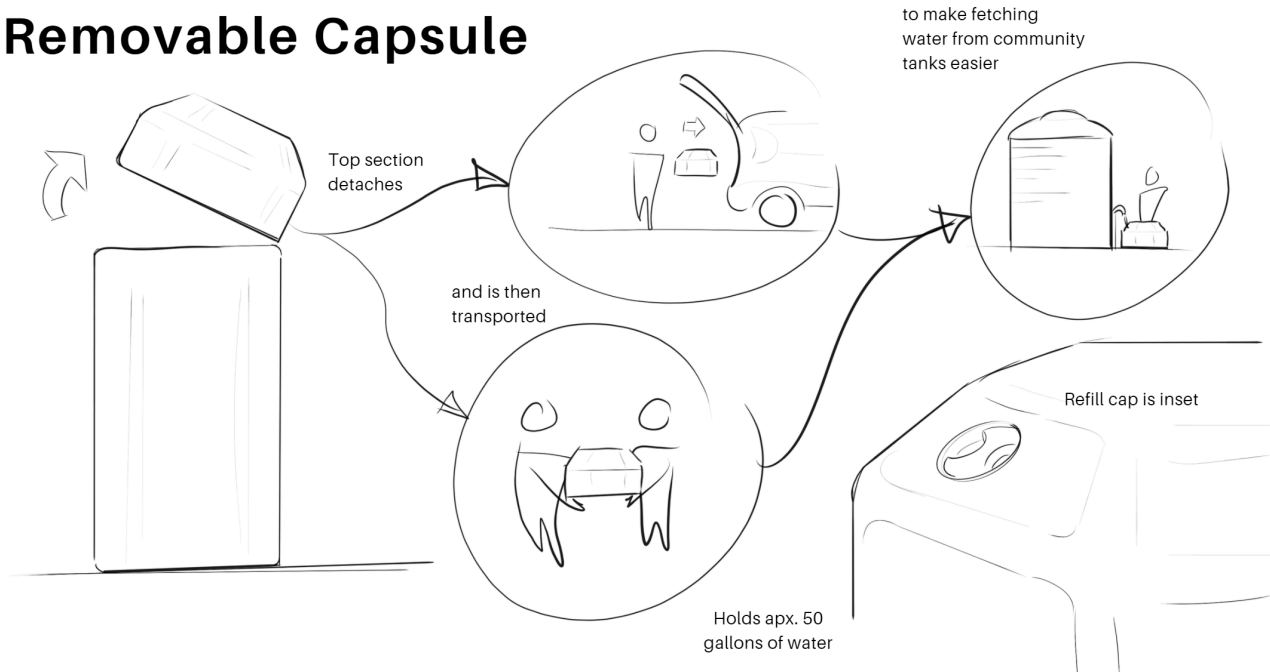 Removable Capsule
Top section
detaches
and is then
transported
to make fetching
water from community
tanks easier
Refill cap is inset
Holds apx. 50
gallons of water